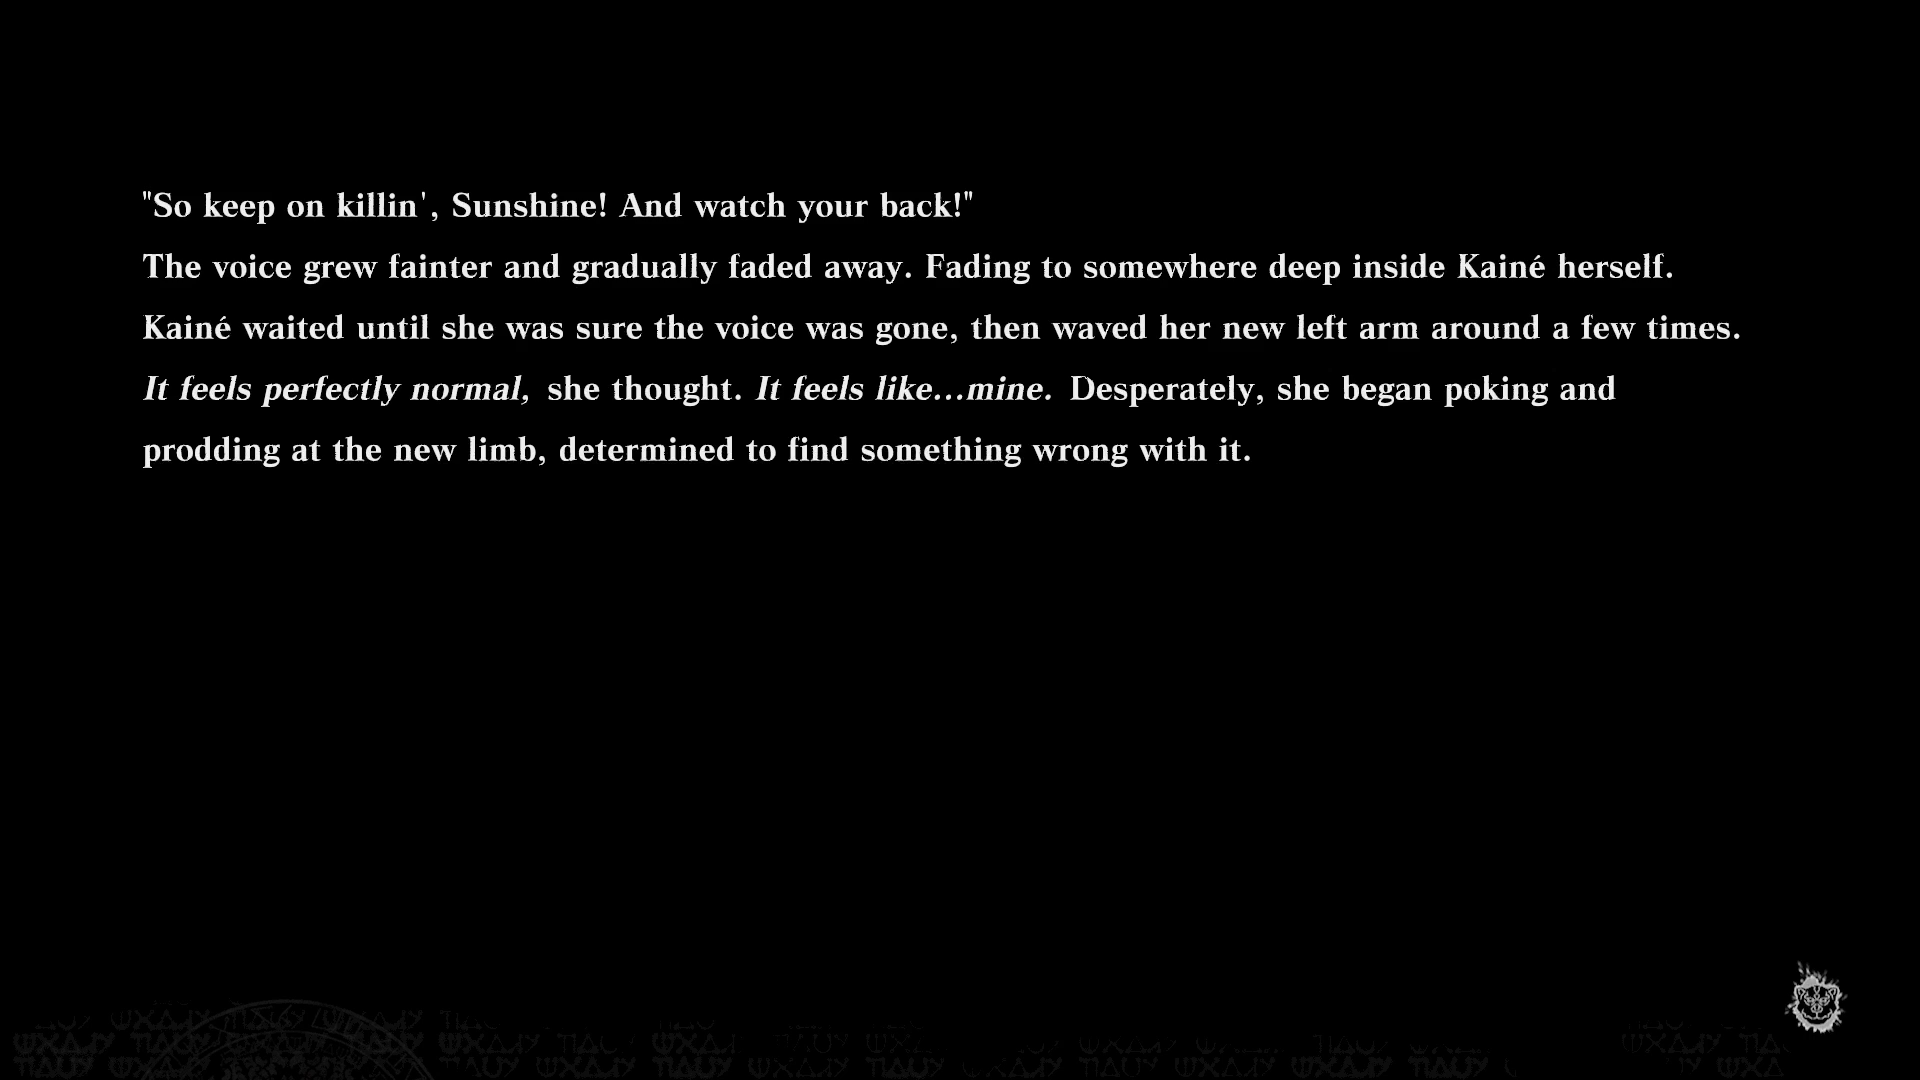 "So keep on killin', Sunshine! And watch your back!"
The voice grew fainter and gradually faded away. Fading to somewhere deep inside Kainé herself.
Kainé waited until she was sure the voice was gone, then waved her new left arm around a few times.
It feels perfectly normal, she thought. It feels like...mine. Desperately, she began poking and
prodding at the new limb, determined to find something wrong with it.